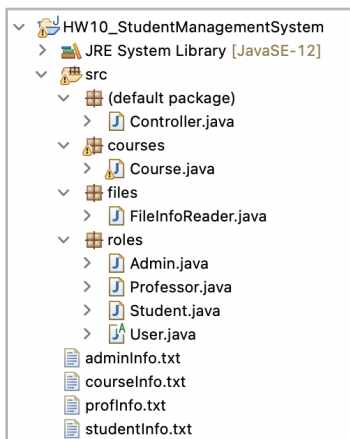 HW10_StudentManagementSystem
JRE System Library [JavaSE-12]
src
(default package)
Controller.java
courses
Course.java
files
FileInfoReader.java
roles
Admin.java
Professor.java
Student.java
User.java
adminInfo.txt
courseInfo.txt
profInfo.txt
studentInfo.txt